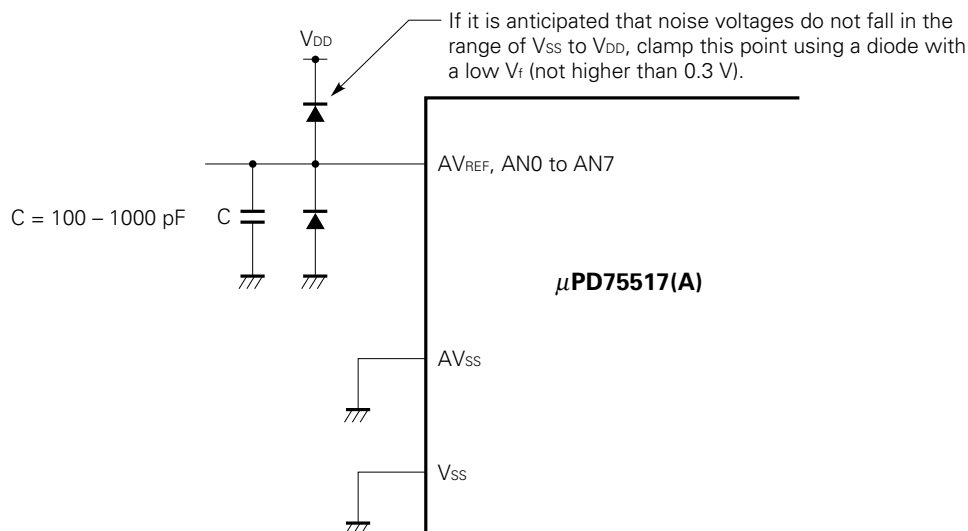 If it is anticipated that noise voltages do not fall in the
range of VSS to VDD, clamp this point using a diode with
a low Vf (not higher than 0.3 V).
VDD
AVREF, AN0 to AN7
C = 100 – 1000 pF
C
μPD75517(A)
AVSS
VSS